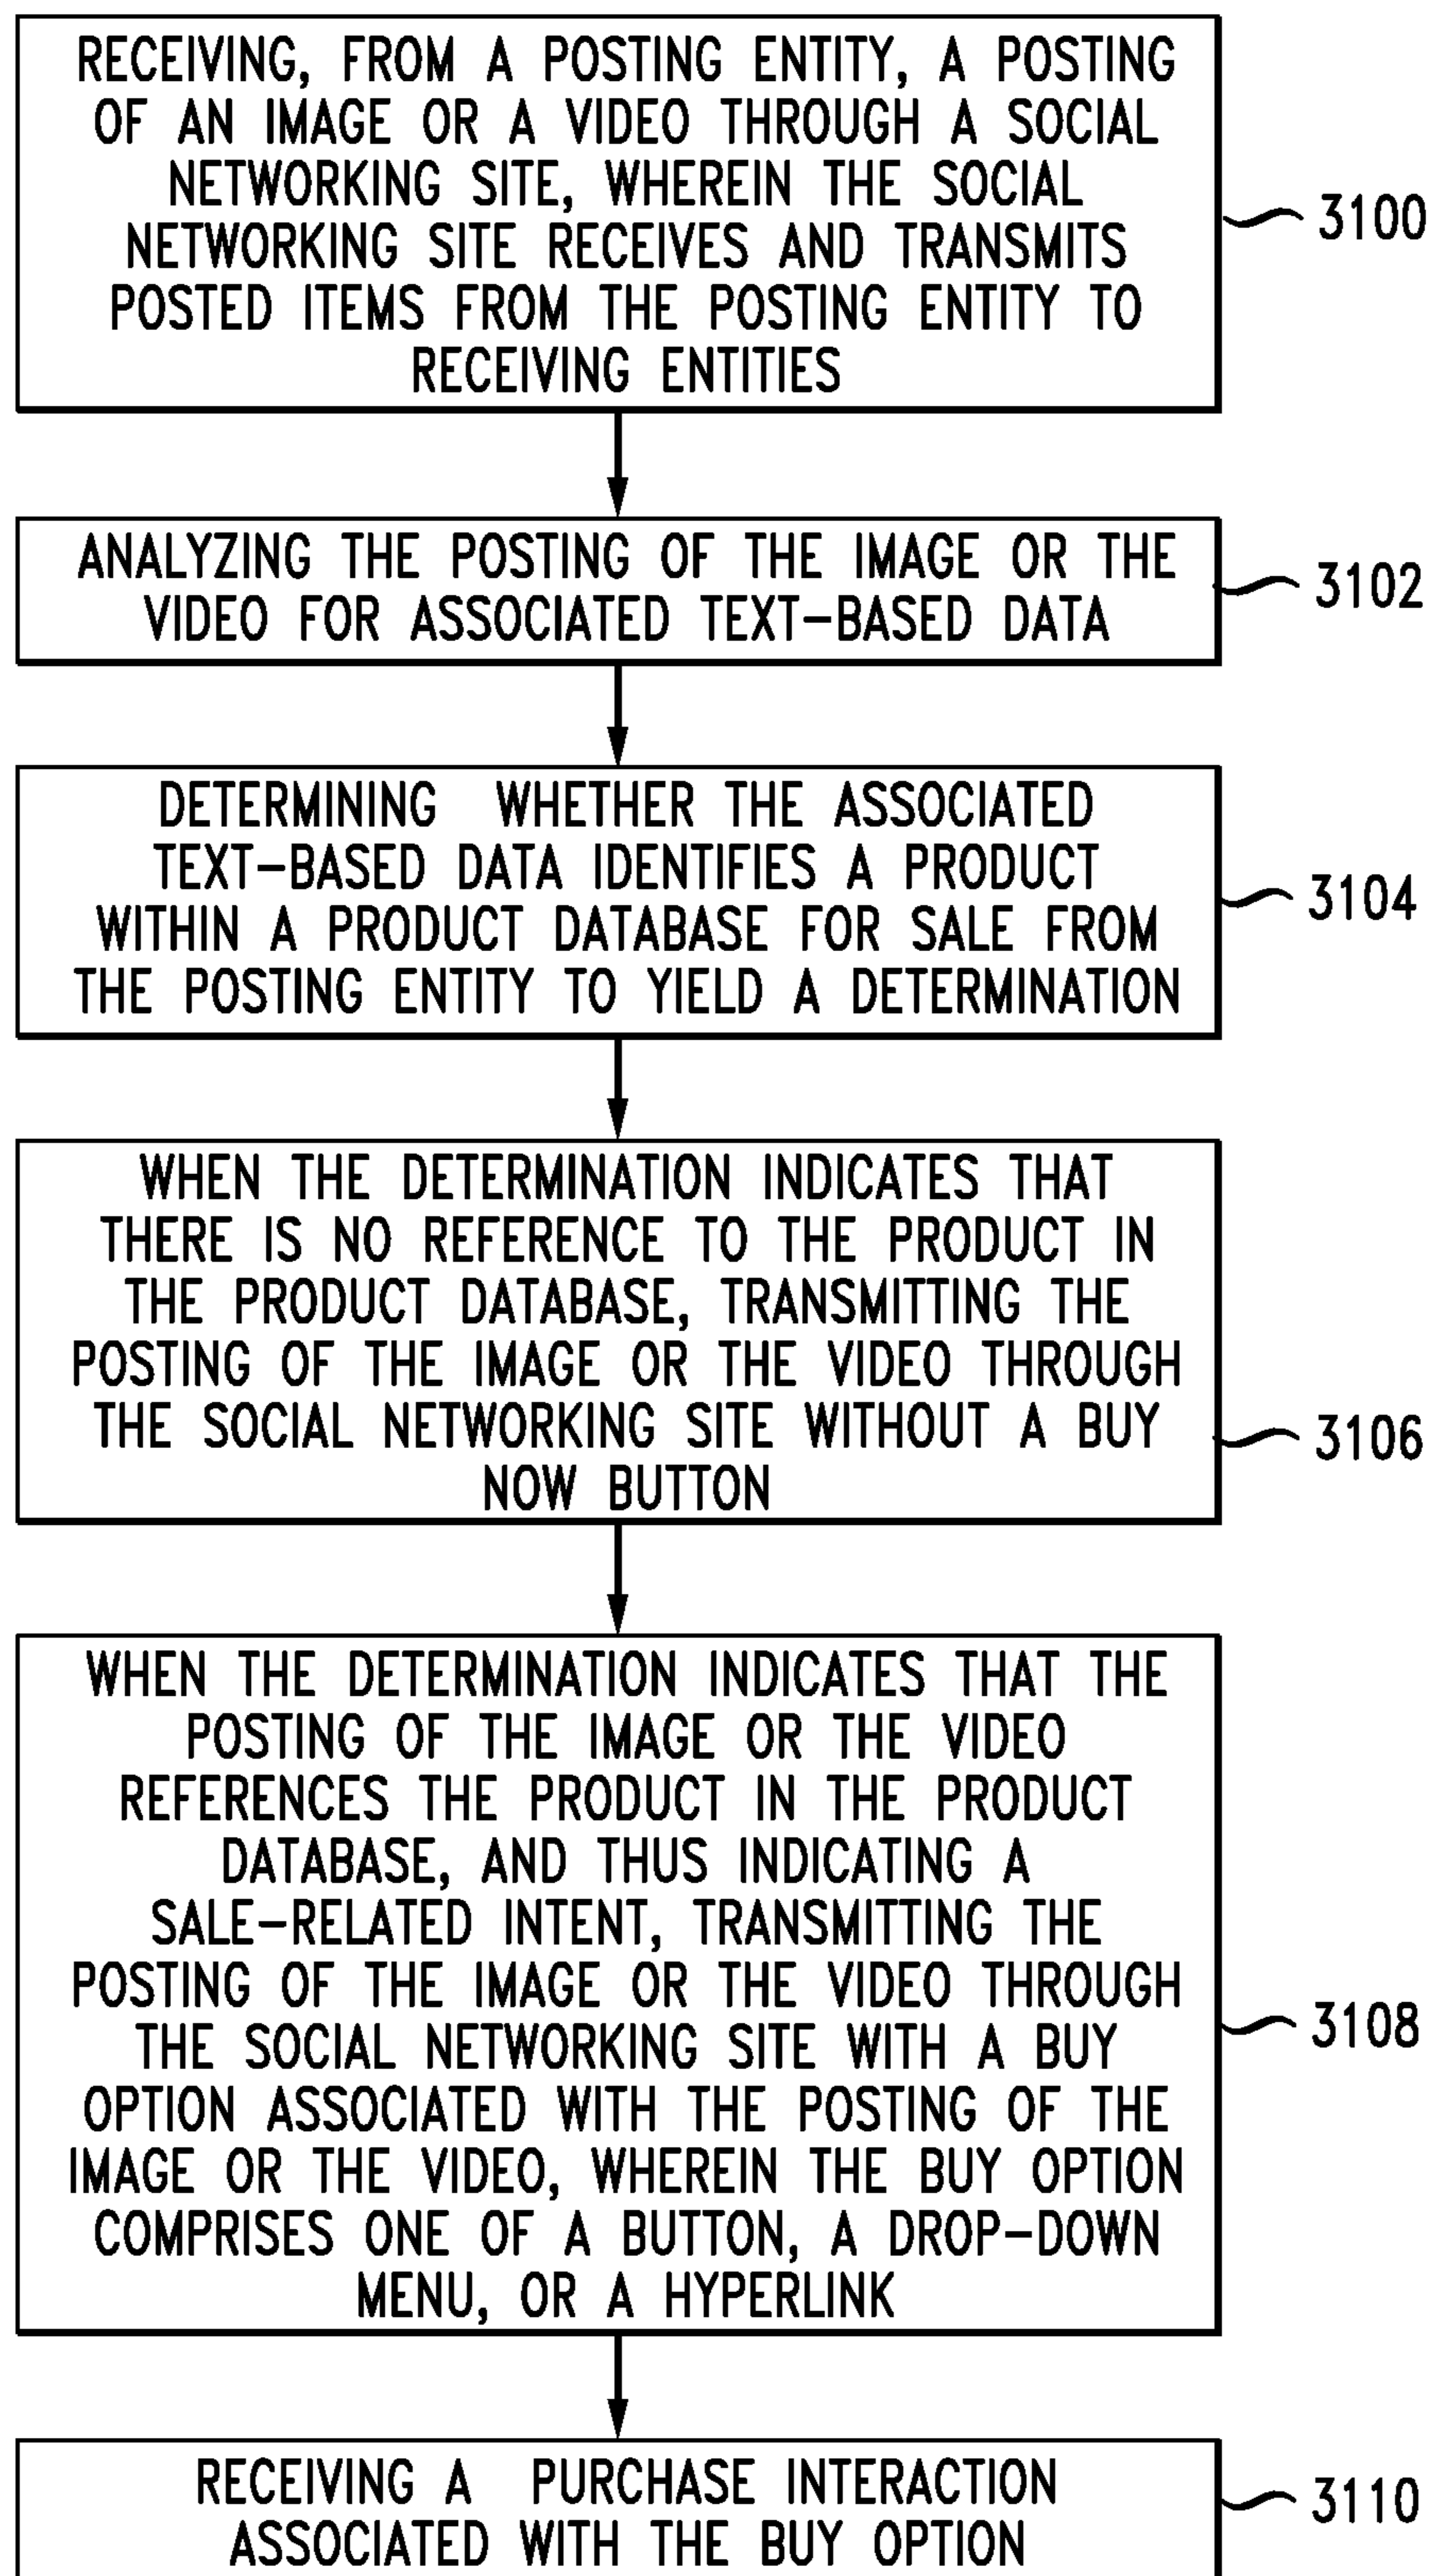 RECEIVING, FROM A POSTING ENTITY, A POSTING
OF AN IMAGE OR A VIDEO THROUGH A SOCIAL
NETWORKING SITE, WHEREIN THE SOCIAL
NETWORKING SITE RECEIVES AND TRANSMITS
POSTED ITEMS FROM THE POSTING ENTITY TO
RECEIVING ENTITIES
3100
ANALYZING THE POSTING OF THE IMAGE OR THE
VIDEO FOR ASSOCIATED TEXT-BASED DATA
3102
DETERMINING WHETHER THE ASSOCIATED
TEXT-BASED DATA IDENTIFIES A PRODUCT
WITHIN A PRODUCT DATABASE FOR SALE FROM
THE POSTING ENTITY TO YIELD A DETERMINATION
3104
WHEN THE DETERMINATION INDICATES THAT
THERE IS NO REFERENCE TO THE PRODUCT IN
THE PRODUCT DATABASE, TRANSMITTING THE
POSTING OF THE IMAGE OR THE VIDEO THROUGH
THE SOCIAL NETWORKING SITE WITHOUT A BUY
NOW BUTTON
3106
WHEN THE DETERMINATION INDICATES THAT THE
POSTING OF THE IMAGE OR THE VIDEO
REFERENCES THE PRODUCT IN THE PRODUCT
DATABASE, AND THUS INDICATING A
SALE-RELATED INTENT, TRANSMITTING THE
POSTING OF THE IMAGE OR THE VIDEO THROUGH
THE SOCIAL NETWORKING SITE WITH A BUY
OPTION ASSOCIATED WITH THE POSTING OF THE
IMAGE OR THE VIDEO, WHEREIN THE BUY OPTION
COMPRISES ONE OF A BUTTON, A DROP-DOWN
MENU, OR A HYPERLINK
3108
RECEIVING A PURCHASE INTERACTION
ASSOCIATED WITH THE BUY OPTION
3110